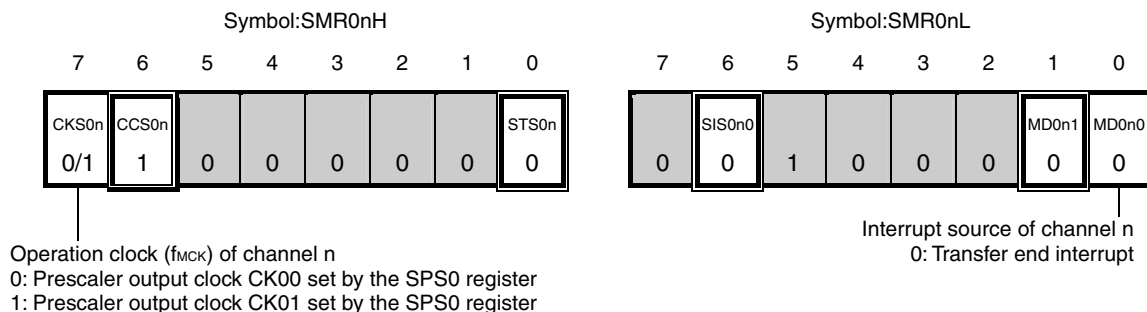 Symbol:SMR0nH
7 6 5 4 3 2 1 0
CKS0n CCS0n STS0n
0/1 1 0 0 0 0 0 0
Operation clock (fMCK) of channel n
0: Prescaler output clock CK00 set by the SPS0 register
1: Prescaler output clock CK01 set by the SPS0 register
Symbol:SMR0nL
7 6 5 4 3 2 1 0
SIS0n0 MD0n1 MD0n0
0 0 1 0 0 0 0 0
Interrupt source of channel n
0: Transfer end interrupt